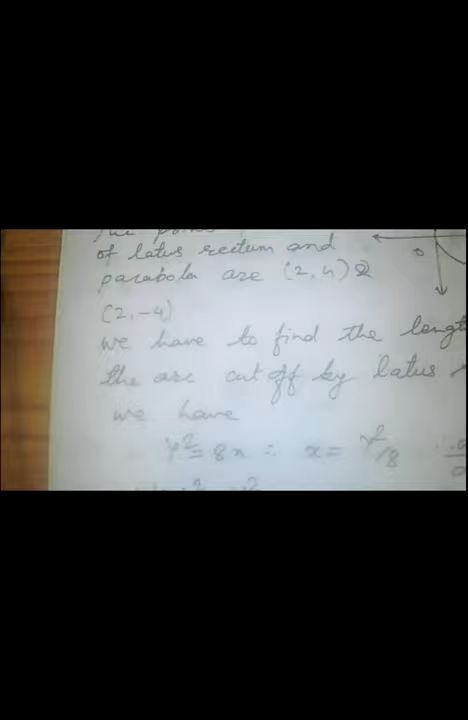 of latus rectum and
parabola are (2,4) &
(2,-4)
we have to find the
the arc cut off by latus
we have
y²=8x ∴ x= y²/8